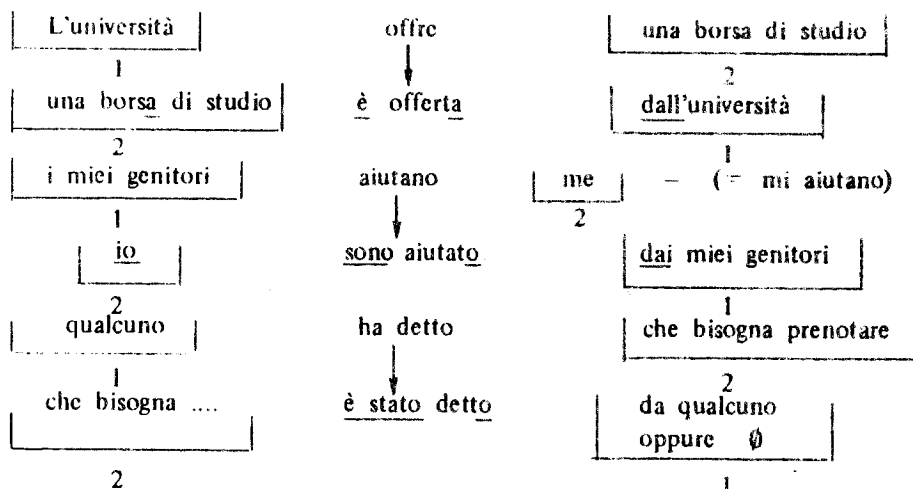 L'università offre una borsa di studio
1 2
una borsa di studio è offerta dall'università
2 1
i miei genitori aiutano me – (= mi aiutano)
1 2
io sono aiutato dai miei genitori
2 1
qualcuno ha detto che bisogna prenotare
1 2
che bisogna .... è stato detto da qualcuno
oppure ∅
2 1